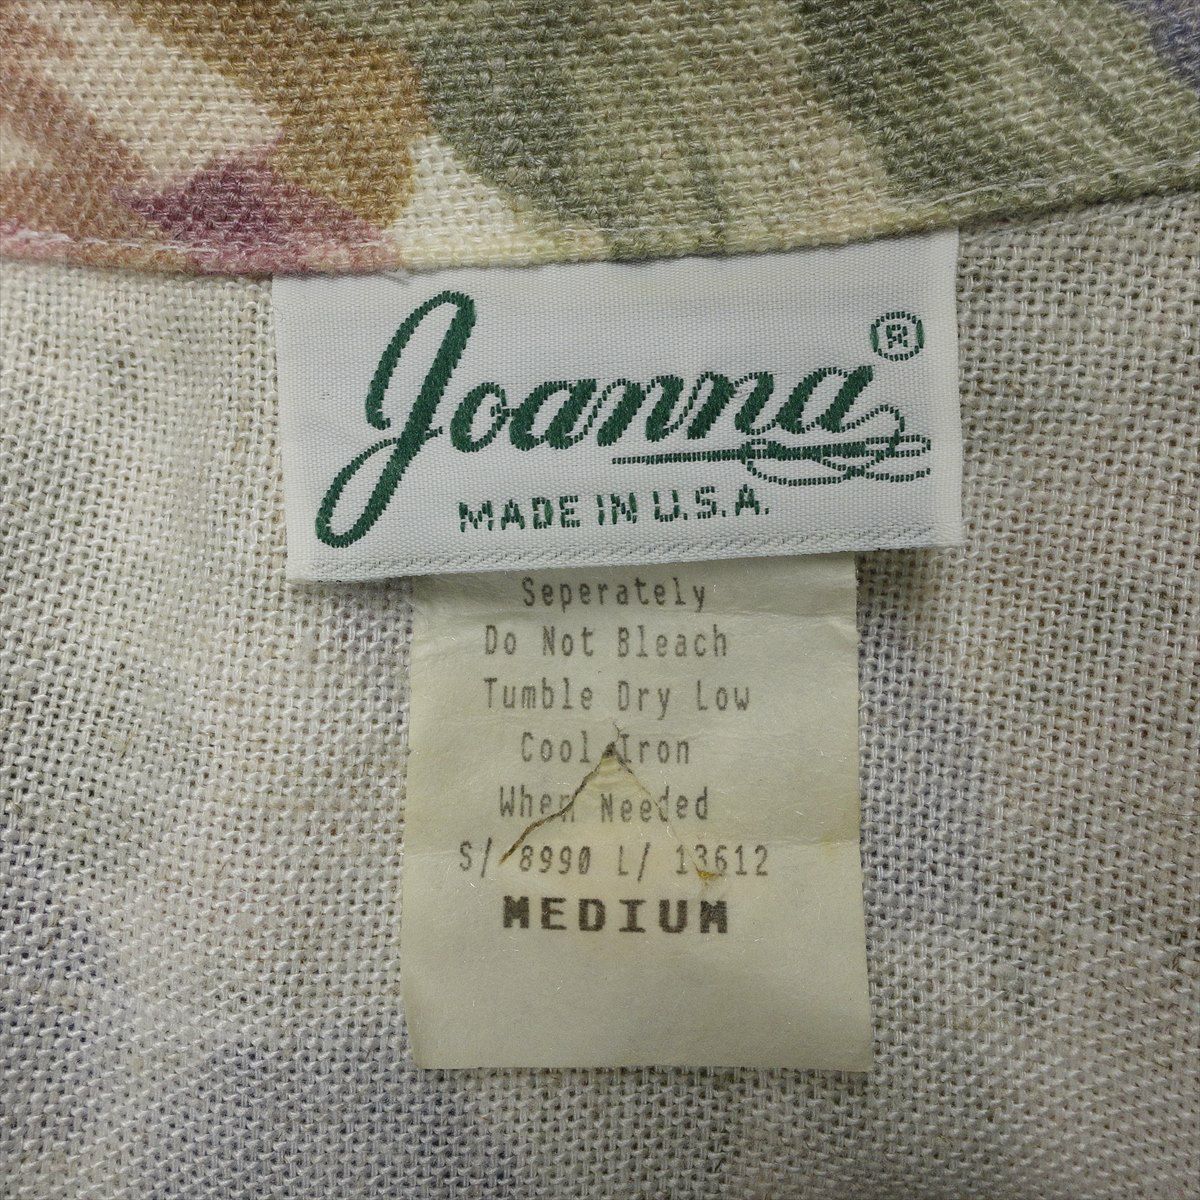 Joanna ®
MADE IN U.S.A.
Seperately
Do Not Bleach
Tumble Dry Low
Cool Iron
When Needed
S/ 8990 L/ 13612
MEDIUM